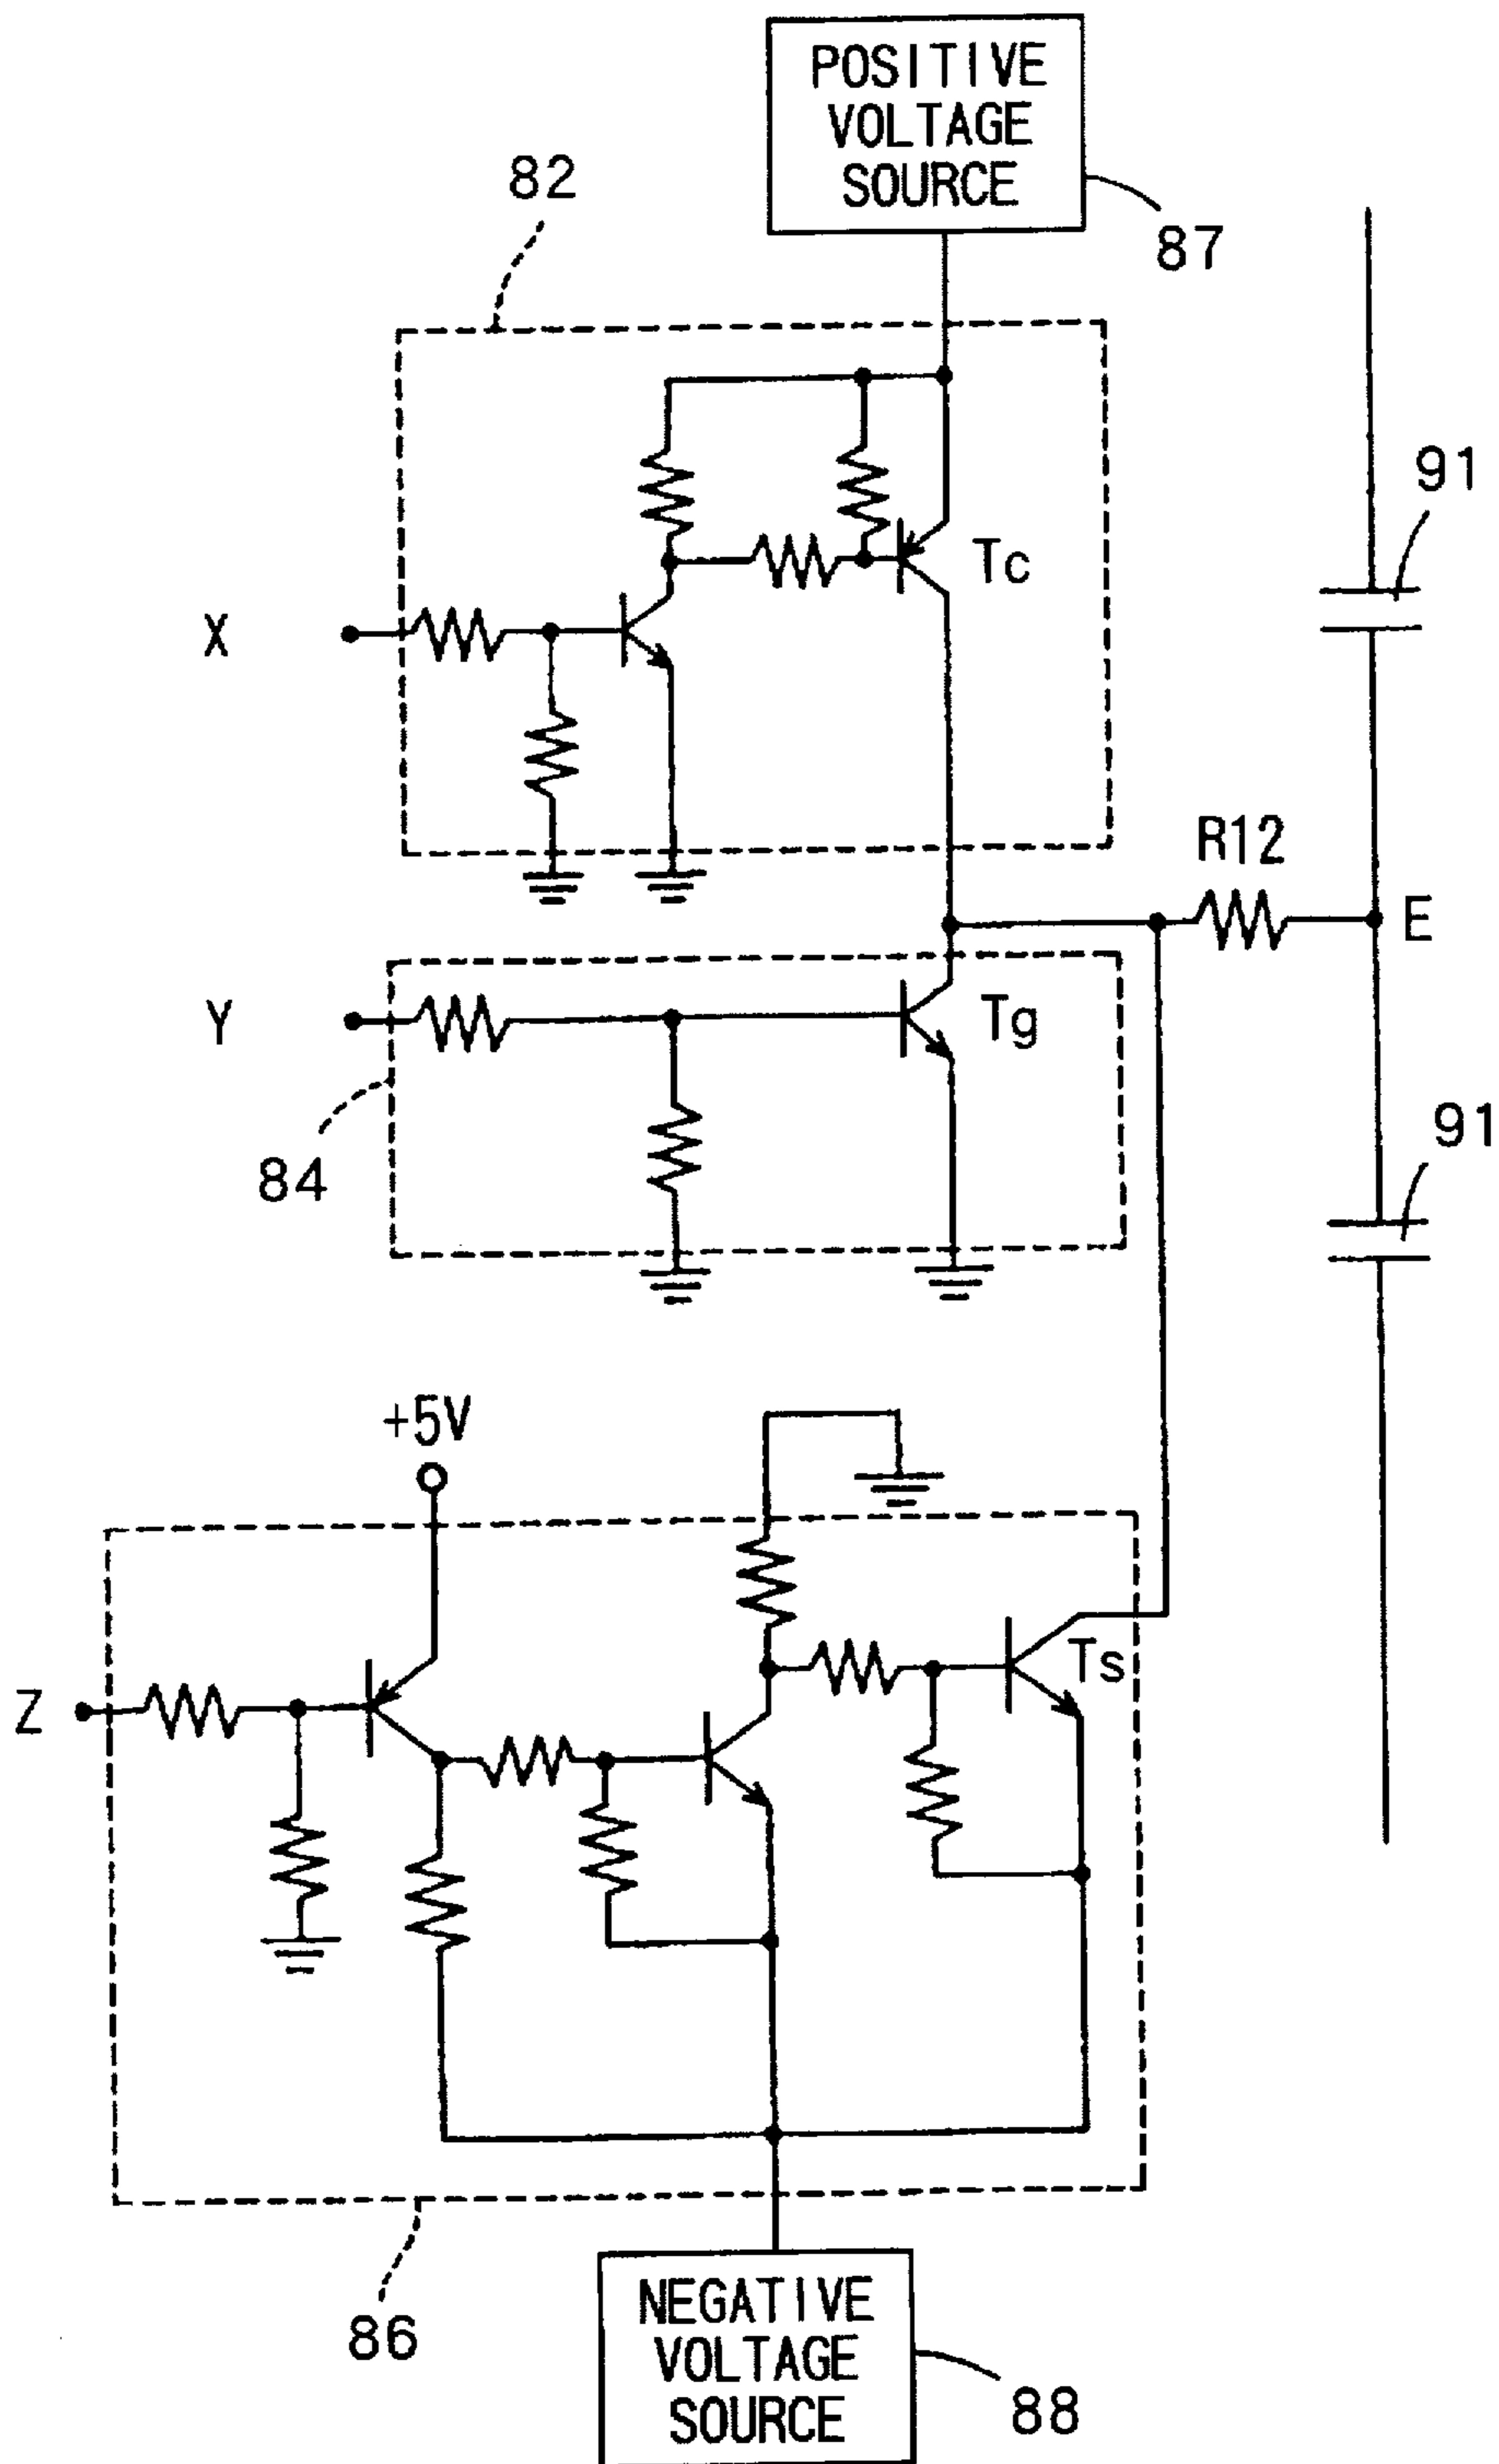 POSITIVE
VOLTAGE
SOURCE
82
87
91
Tc
X
R12
E
Y
Tg
84
91
+5V
Ts
Z
86
NEGATIVE
VOLTAGE
SOURCE
88